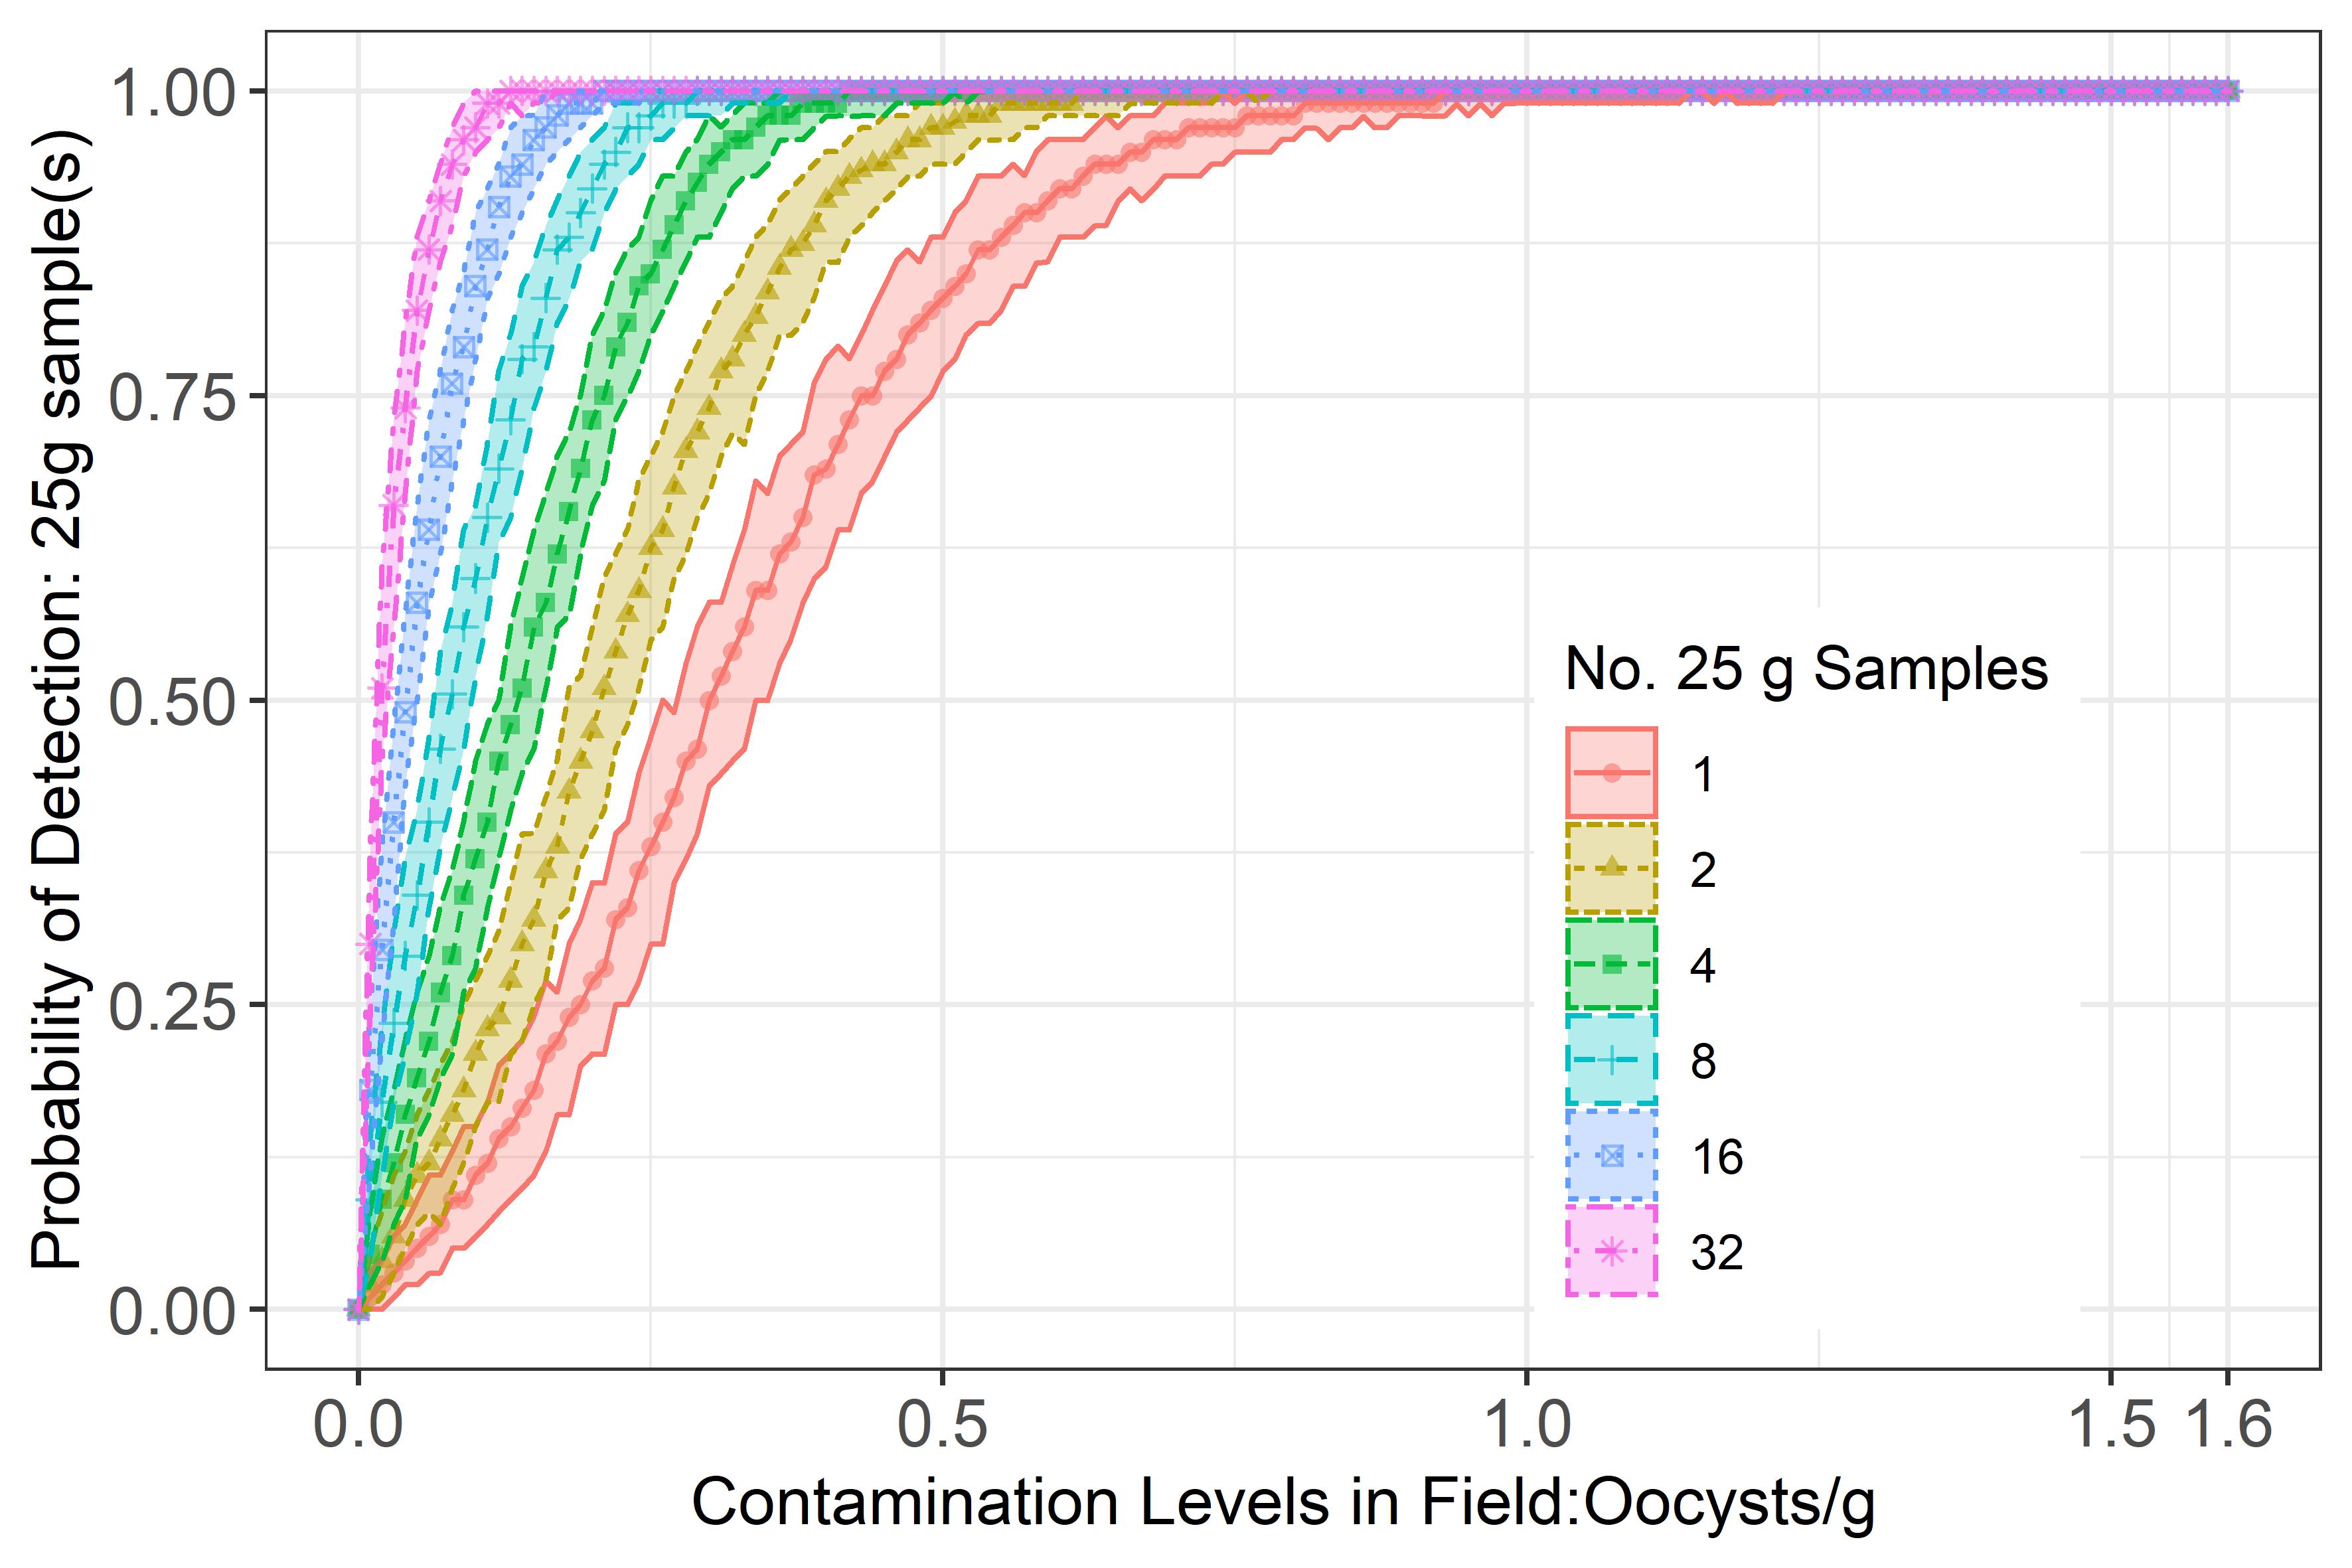 Probability of Detection: 25g sample(s)
1.00
0.75
0.50
0.25
0.00
No. 25 g Samples
1
2
4
8
16
32
0.0 0.5 1.0 1.5 1.6
Contamination Levels in Field:Oocysts/g